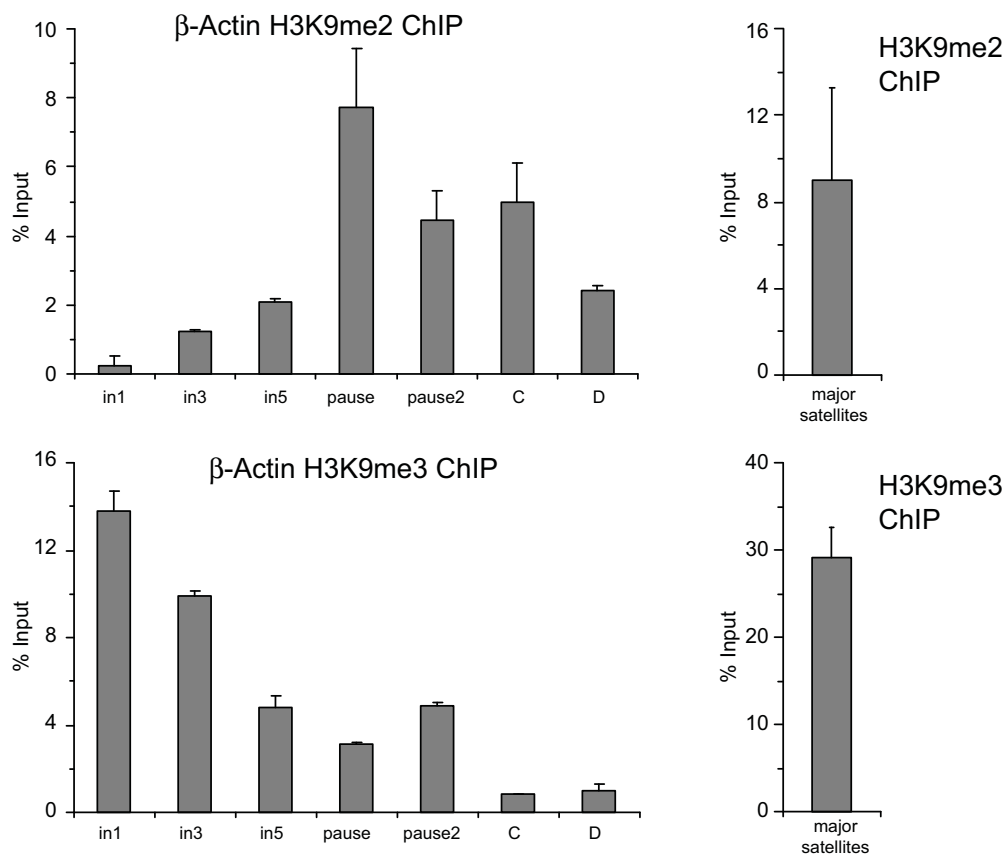 β-Actin H3K9me2 ChIP
% Input
10
8
6
4
2
0
in1 in3 in5 pause pause2 C D
H3K9me2
ChIP
% Input
16
12
8
4
0
major
satellites
β-Actin H3K9me3 ChIP
% Input
16
12
8
4
0
in1 in3 in5 pause pause2 C D
H3K9me3
ChIP
% Input
40
30
20
10
0
major
satellites